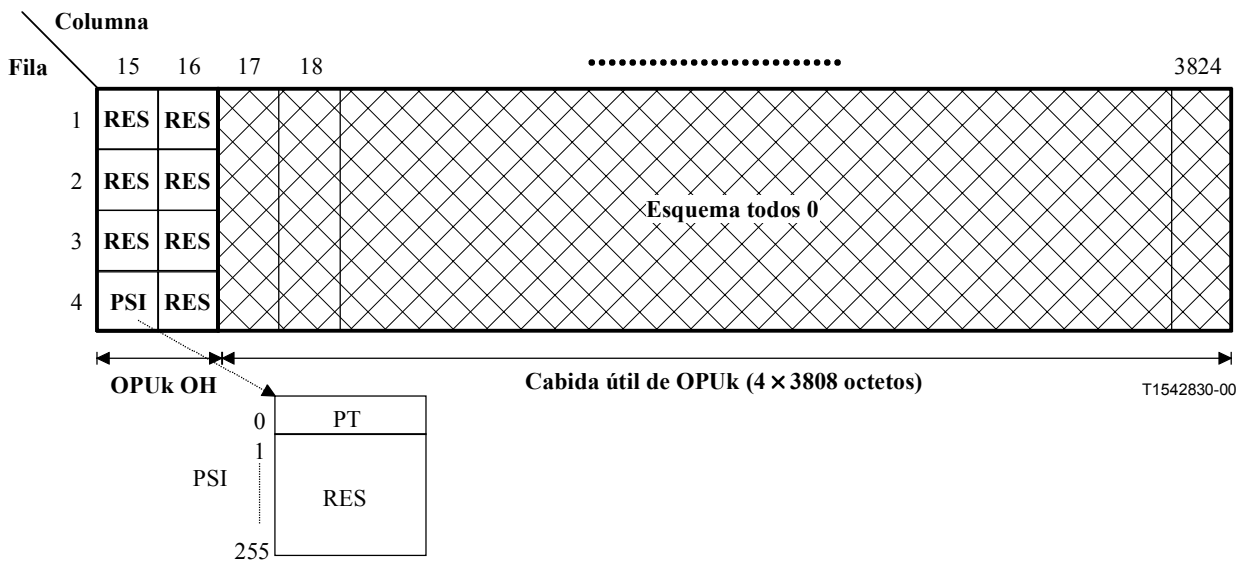 Columna
Fila 15 16 17 18 3824
1 RES RES
2 RES RES
Esquema todos 0
3 RES RES
4 PSI RES
OPUk OH Cabida útil de OPUk (4 × 3808 octetos)
T1542830-00
0 PT
1
PSI RES
255